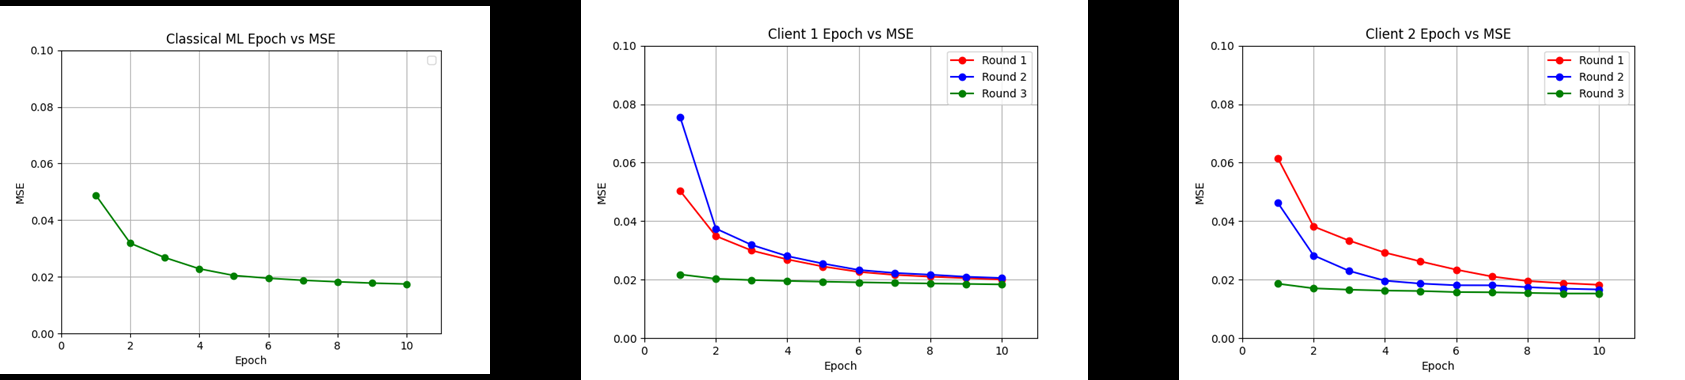 Classical ML Epoch vs MSE
0.10
0.08
0.06
0.04
0.02
0.00
MSE
0 2 4 6 8 10
Epoch
Client 1 Epoch vs MSE
Round 1
Round 2
Round 3
0.10
0.08
0.06
0.04
0.02
0.00
MSE
0 2 4 6 8 10
Epoch
Client 2 Epoch vs MSE
Round 1
Round 2
Round 3
0.10
0.08
0.06
0.04
0.02
0.00
MSE
0 2 4 6 8 10
Epoch